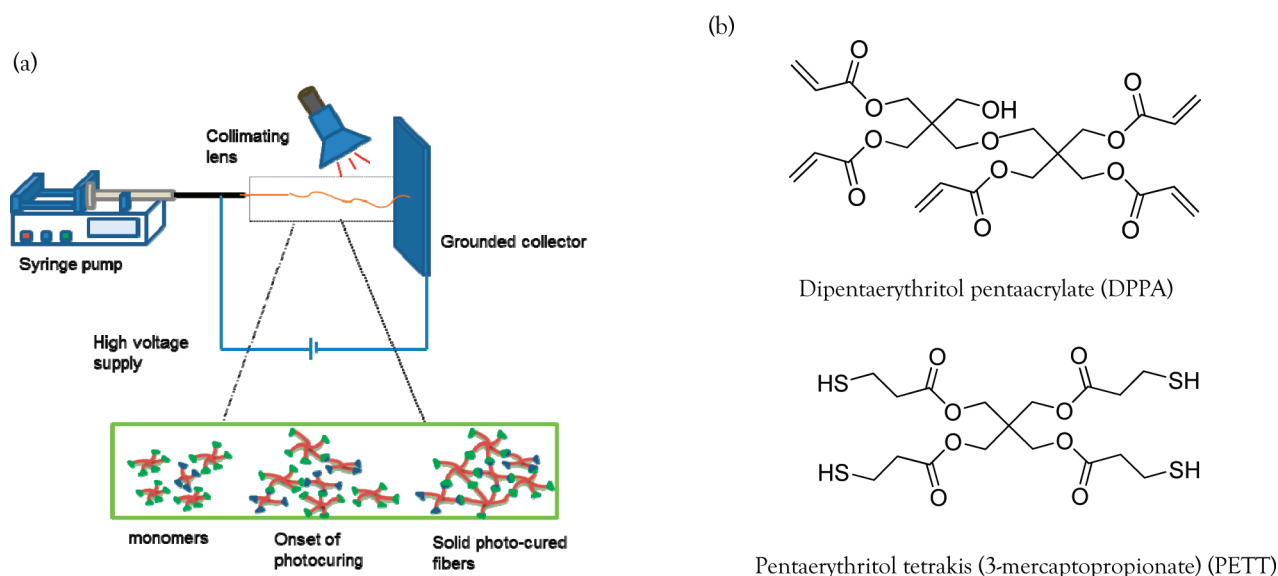 (a)
Collimating
lens
Syringe pump
Grounded collector
High voltage
supply
monomers
Onset of
photocuring
Solid photo-cured
fibers
(b)
O
O
OH
O
O
O
O
O
O
O
O
O
O
Dipentaerythritol pentaacrylate (DPPA)
HS
O
O
SH
O
O
O
O
HS
O
O
SH
Pentaerythritol tetrakis (3-mercaptopropionate) (PETT)